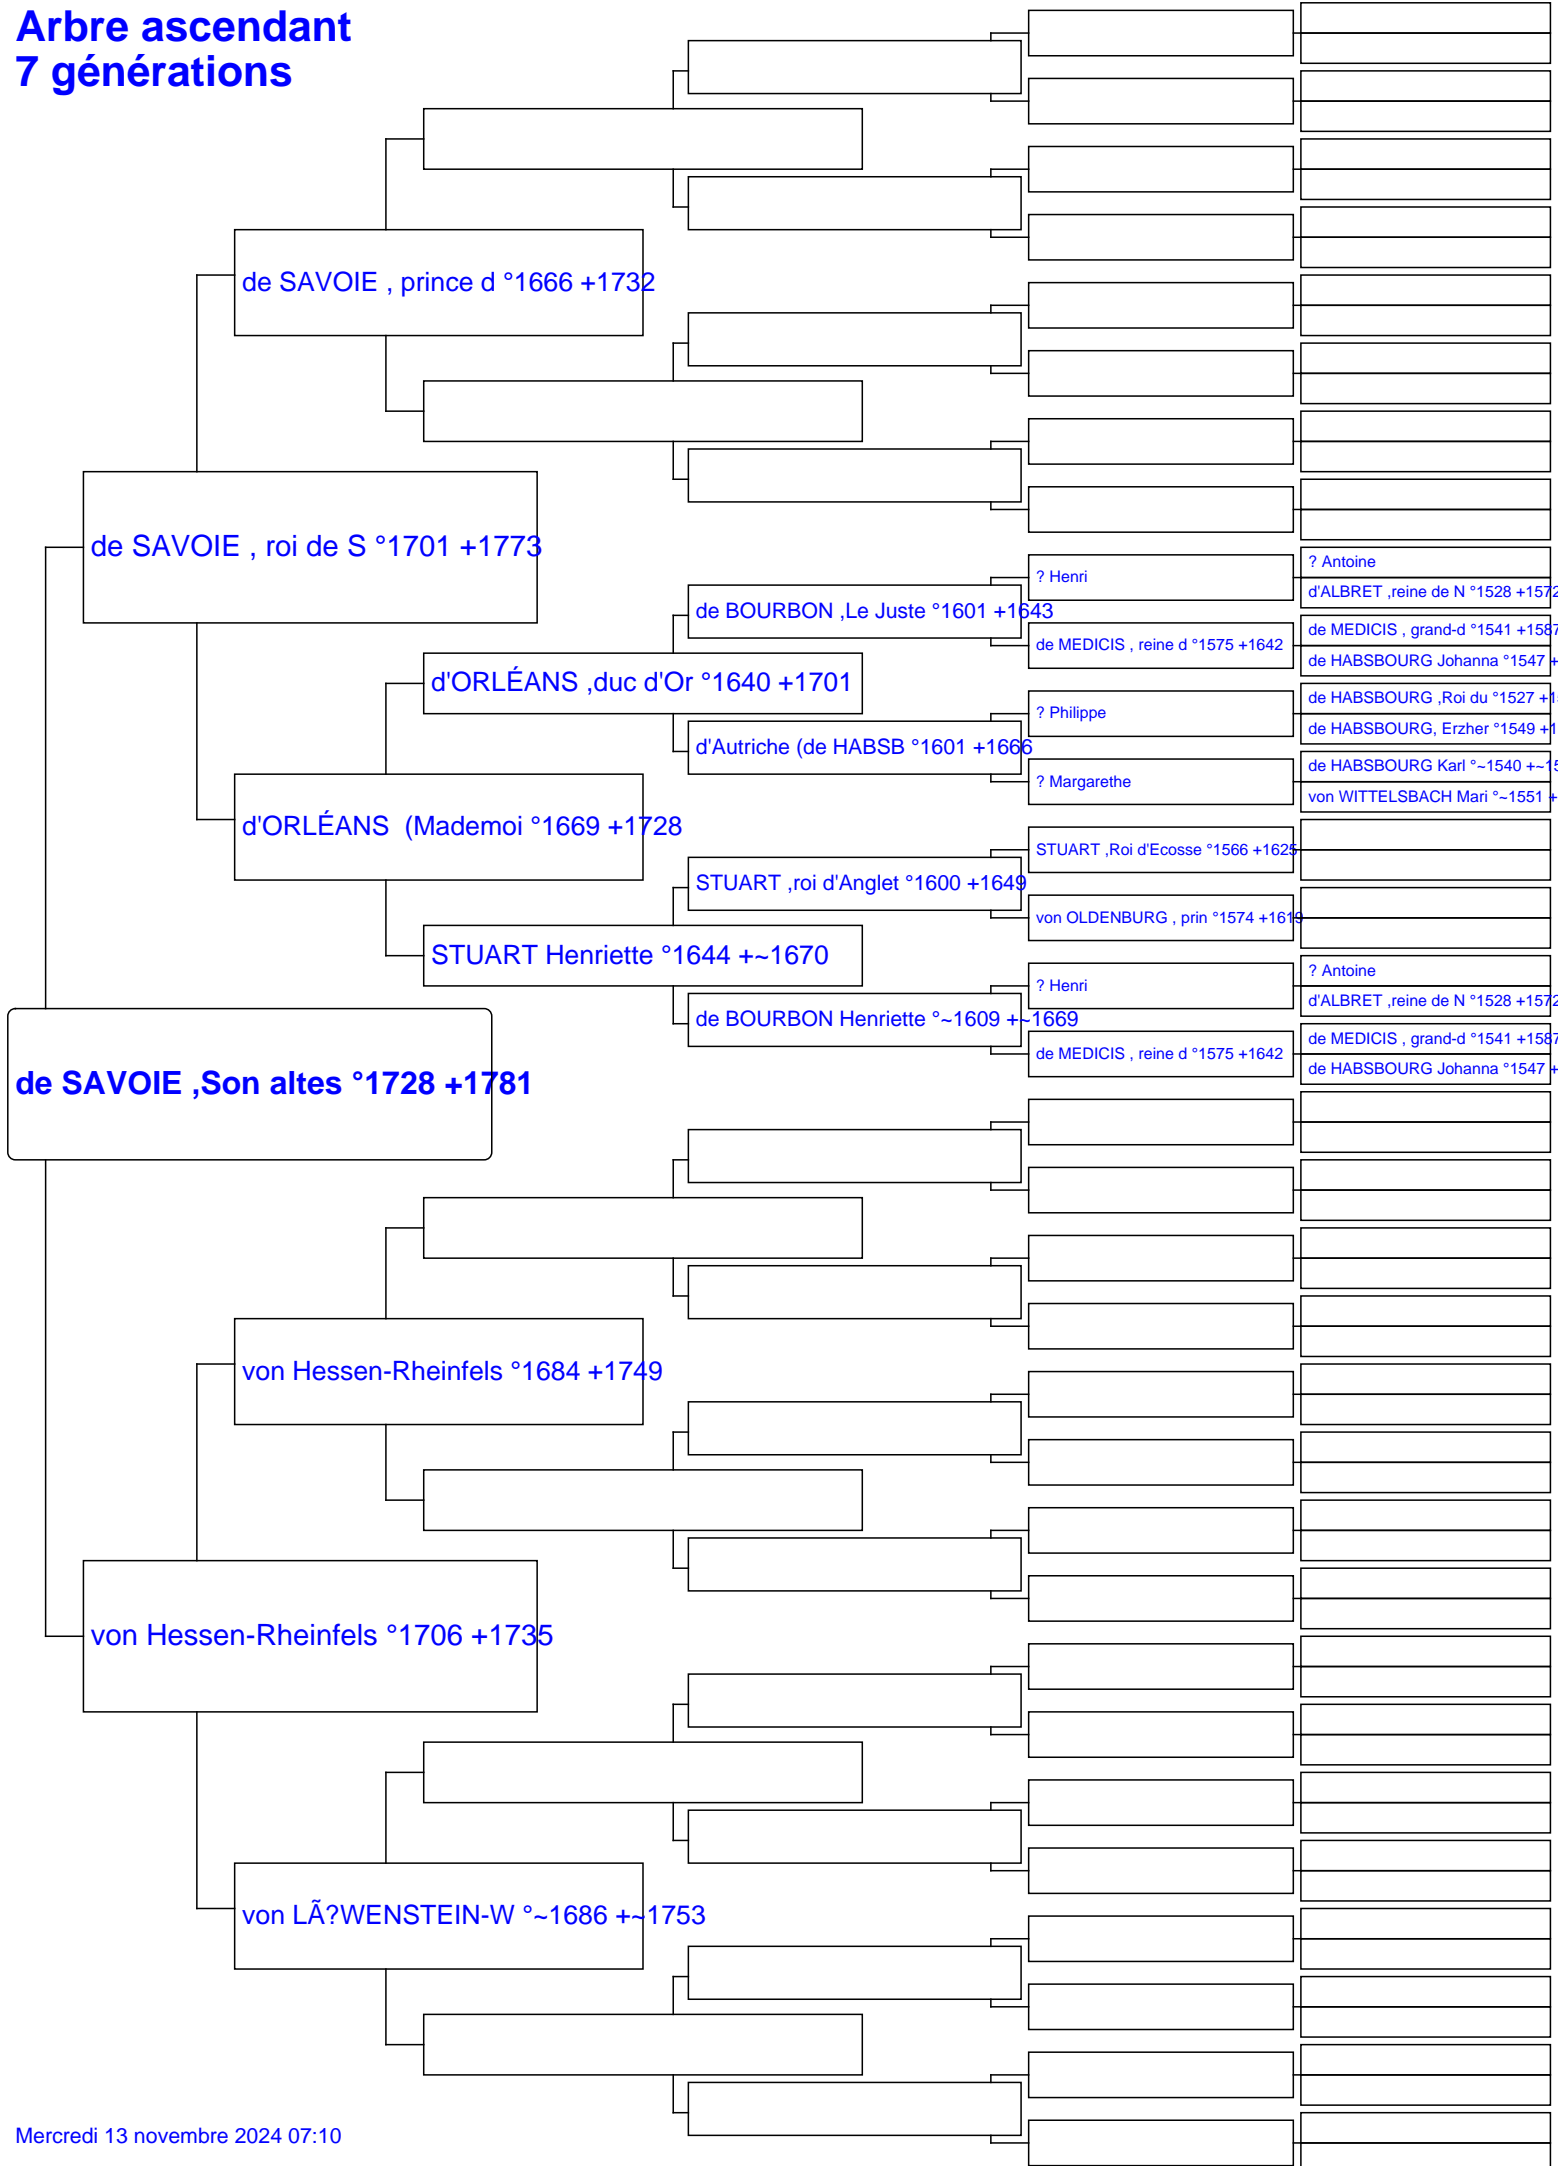 Arbre ascendant
7 générations
de SAVOIE , prince d °1666 +1732
de SAVOIE , roi de S °1701 +1773
? Antoine
? Henri
d'ALBRET ,reine de N °1528 +1572
de BOURBON ,Le Juste °1601 +1643
de MEDICIS , grand-d °1541 +1587
de MEDICIS , reine d °1575 +1642
de HABSBOURG Johanna °1547 +
d'ORLÉANS ,duc d'Or °1640 +1701
de HABSBOURG ,Roi du °1527 +1
? Philippe
de HABSBOURG, Erzher °1549 +1
d'Autriche (de HABSB °1601 +1666
de HABSBOURG Karl °~1540 +~15
? Margarethe
von WITTELSBACH Mari °~1551 +
d'ORLÉANS (Mademoi °1669 +1728
STUART ,Roi d'Ecosse °1566 +1625
STUART ,roi d'Anglet °1600 +1649
von OLDENBURG , prin °1574 +1619
STUART Henriette °1644 +~1670
? Antoine
? Henri
d'ALBRET ,reine de N °1528 +1572
de BOURBON Henriette °~1609 +~1669
de MEDICIS , grand-d °1541 +1587
de MEDICIS , reine d °1575 +1642
de HABSBOURG Johanna °1547 +
de SAVOIE ,Son altes °1728 +1781
von Hessen-Rheinfels °1684 +1749
von Hessen-Rheinfels °1706 +1735
von LÃ?WENSTEIN-W °~1686 +~1753
Mercredi 13 novembre 2024 07:10